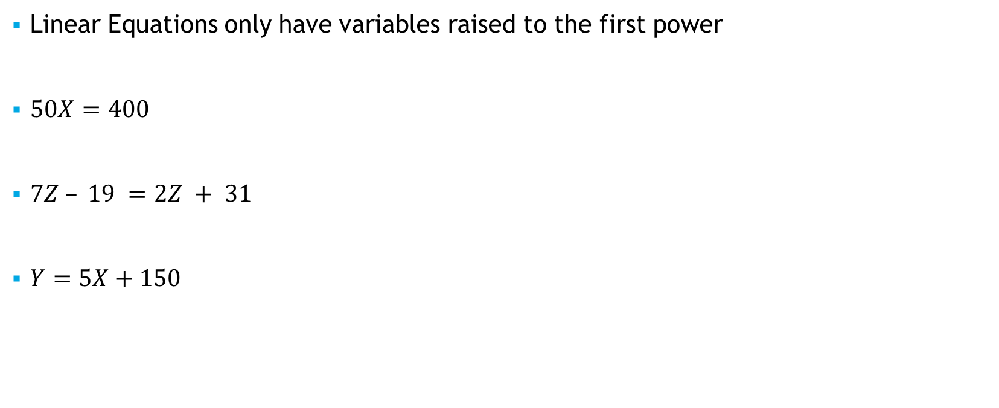 ▪ Linear Equations only have variables raised to the first power
▪ 50X = 400
▪ 7Z – 19 = 2Z + 31
▪ Y = 5X + 150